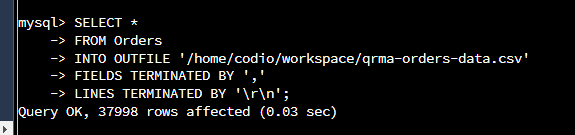 mysql> SELECT *
    -> FROM Orders
    -> INTO OUTFILE '/home/codio/workspace/qrma-orders-data.csv'
    -> FIELDS TERMINATED BY ','
    -> LINES TERMINATED BY '\r\n';
Query OK, 37998 rows affected (0.03 sec)